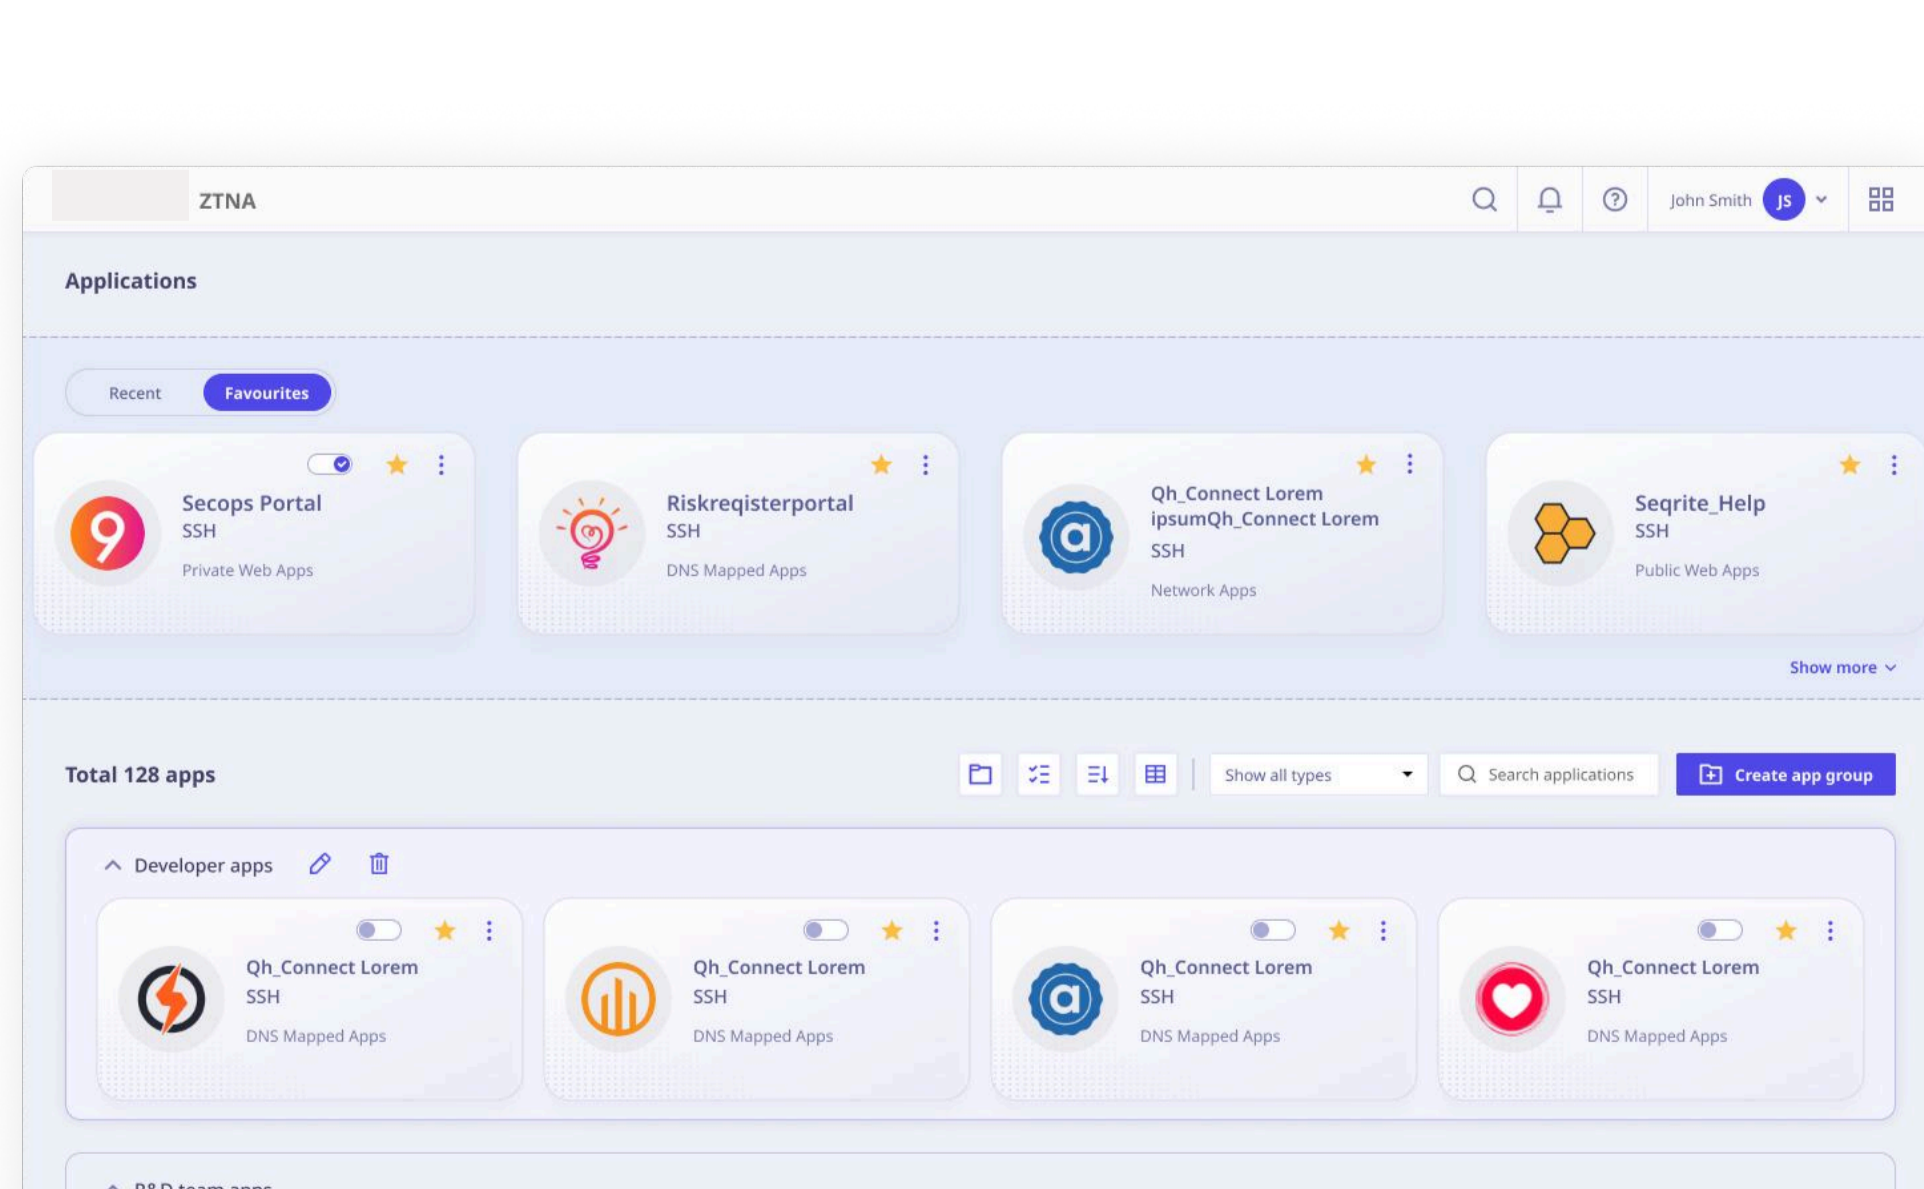 ZTNA
John Smith
JS
Applications
Recent
Favourites
Secops Portal
SSH
Private Web Apps
Riskreqisterportal
SSH
DNS Mapped Apps
Qh_Connect Lorem
ipsumQh_Connect Lorem
SSH
Network Apps
Seqrite_Help
SSH
Public Web Apps
Show more
Total 128 apps
Show all types
Search applications
Create app group
Developer apps
Qh_Connect Lorem
SSH
DNS Mapped Apps
Qh_Connect Lorem
SSH
DNS Mapped Apps
Qh_Connect Lorem
SSH
DNS Mapped Apps
Qh_Connect Lorem
SSH
DNS Mapped Apps
R&D team apps